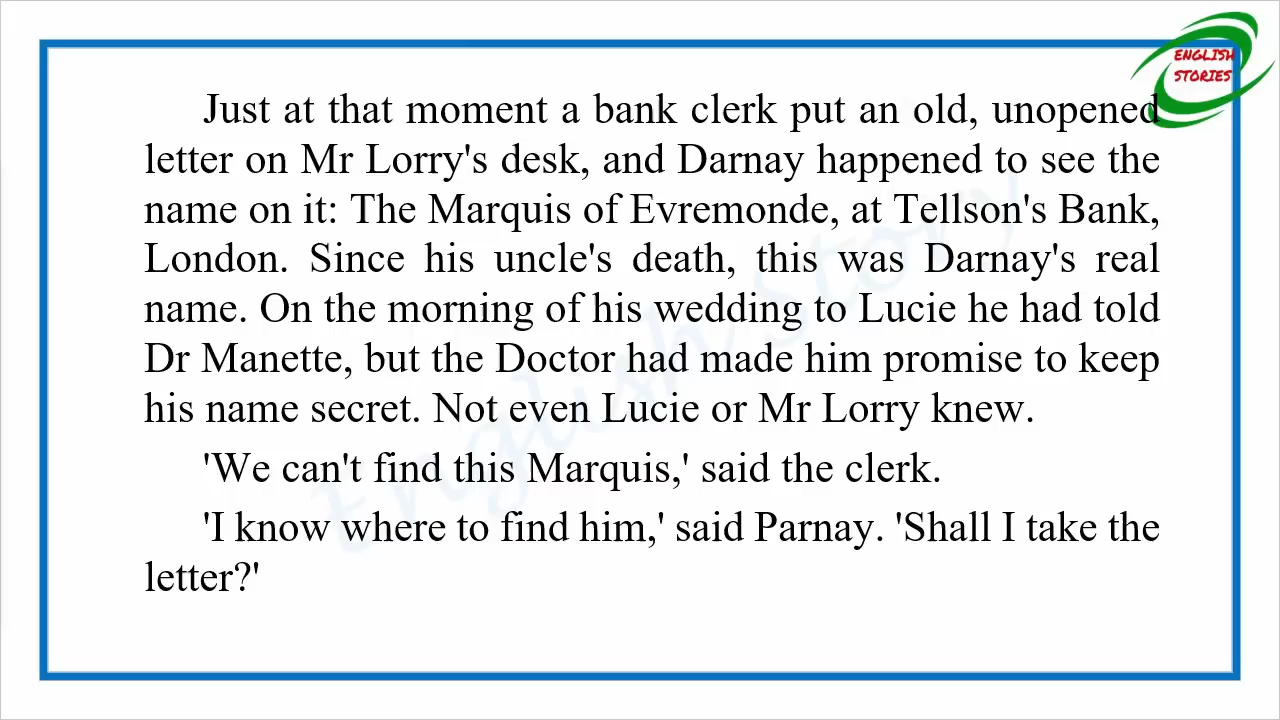 ENGLISH
STORIES
Just at that moment a bank clerk put an old, unopened
letter on Mr Lorry's desk, and Darnay happened to see the
name on it: The Marquis of Evremonde, at Tellson's Bank,
London. Since his uncle's death, this was Darnay's real
name. On the morning of his wedding to Lucie he had told
Dr Manette, but the Doctor had made him promise to keep
his name secret. Not even Lucie or Mr Lorry knew.
'We can't find this Marquis,' said the clerk.
'I know where to find him,' said Parnay. 'Shall I take the
letter?'
English Story